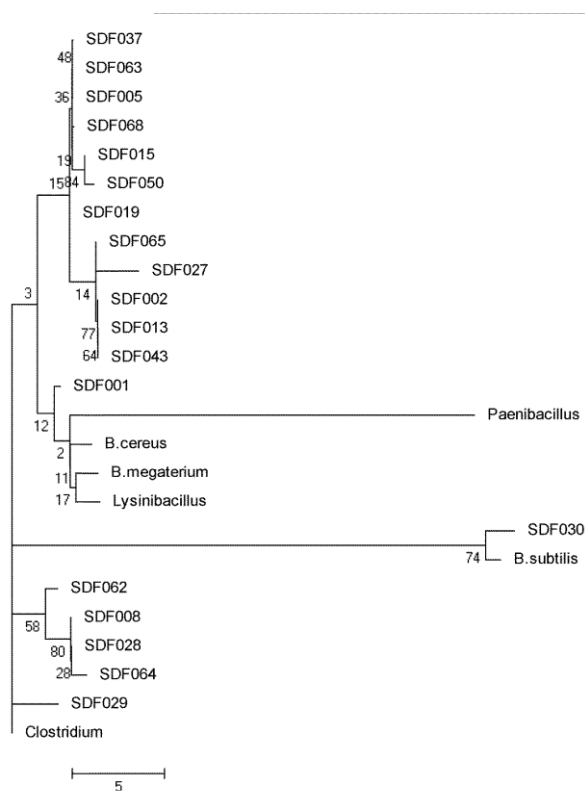 SDF037
48
SDF063
36
SDF005
SDF068
19
SDF015
15
84
SDF050
SDF019
SDF065
SDF027
14
SDF002
3
77
SDF013
64
SDF043
SDF001
12
Paenibacillus
2
B.cereus
11
B.megaterium
17
Lysinibacillus
SDF030
74
B.subtilis
SDF062
58
SDF008
80
SDF028
28
SDF064
SDF029
Clostridium
5